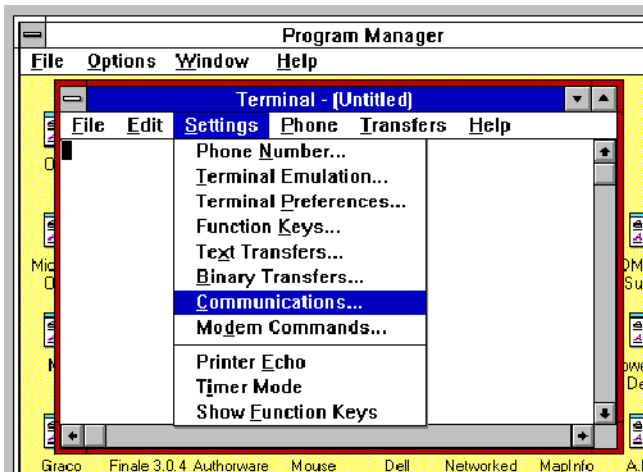 Program Manager
File Options Window Help
Terminal - (Untitled)
File Edit Settings Phone Transfers Help
Phone Number...
Terminal Emulation...
Terminal Preferences...
Function Keys...
Text Transfers...
Binary Transfers...
Communications...
Modem Commands...
Printer Echo
Timer Mode
Show Function Keys
Graco Finale 3.0.4 Authorware Mouse Dell Networked MapInfo